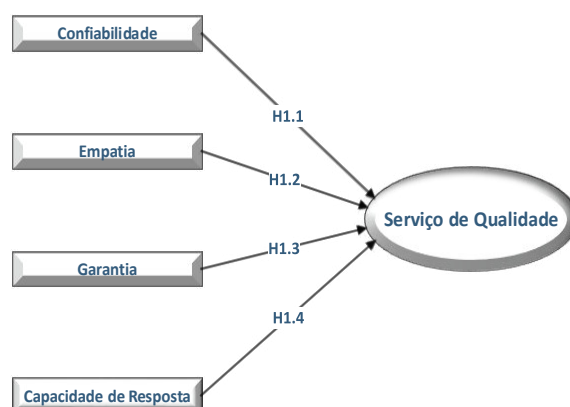 Confiabilidade
H1.1
Empatia
H1.2
Serviço de Qualidade
H1.3
Garantia
H1.4
Capacidade de Resposta